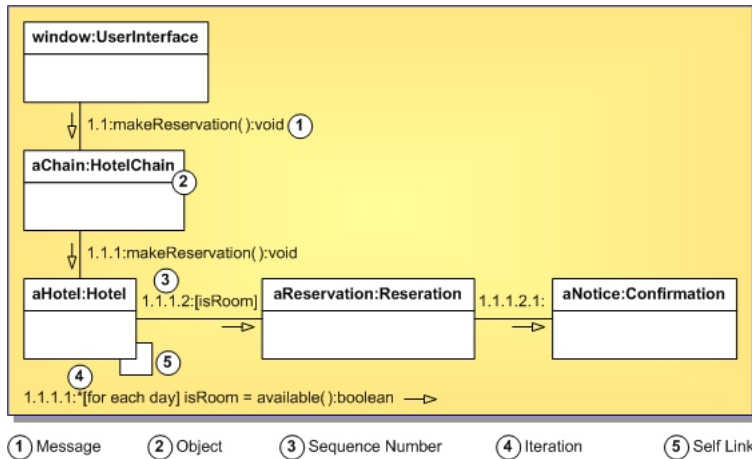 window:UserInterface
1.1:makeReservation():void 1
aChain:HotelChain
2
1.1.1:makeReservation():void
3
aHotel:Hotel
1.1.1.2:[isRoom]
aReservation:Reseration
1.1.1.2.1:
aNotice:Confirmation
4
5
1.1.1.1:*[for each day] isRoom = available():boolean
1 Message 2 Object 3 Sequence Number 4 Iteration 5 Self Link